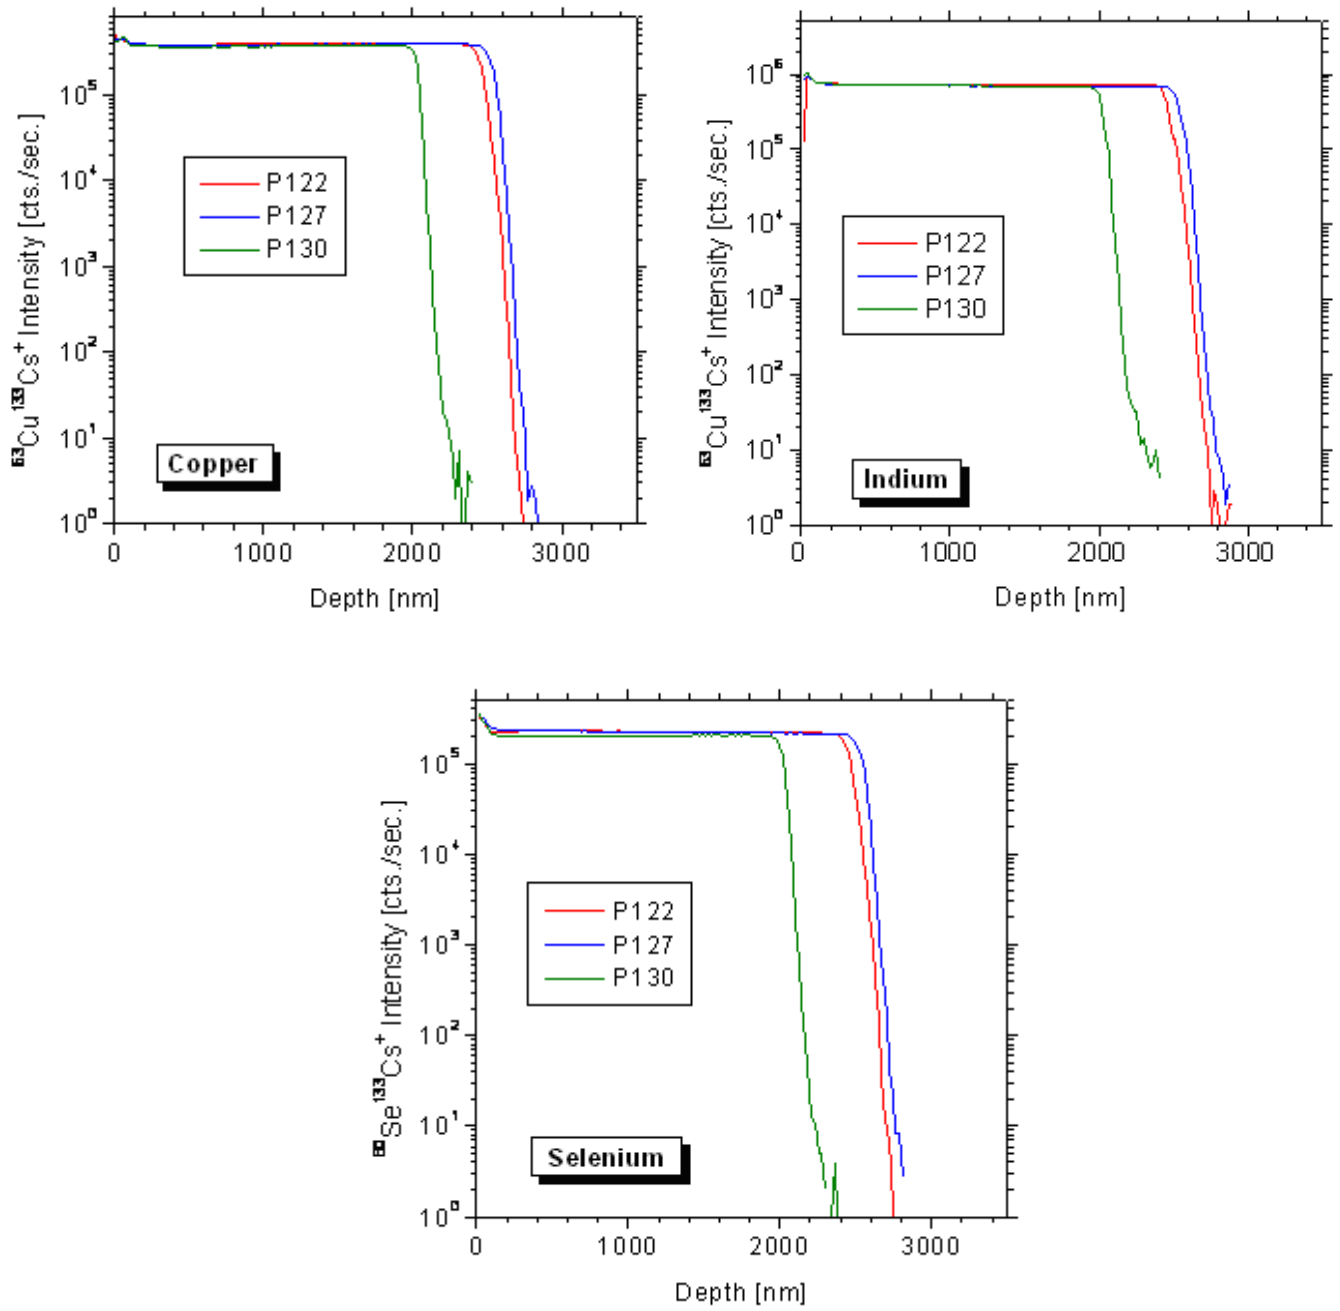 ⁶³Cu¹³³Cs⁺ Intensity [cts./sec.]
10⁵
10⁴
10³
10²
10¹
10⁰
P122
P127
P130
Copper
0 1000 2000 3000
Depth [nm]
⁶³Cu¹³³Cs⁺ Intensity [cts./sec.]
10⁶
10⁵
10⁴
10³
10²
10¹
10⁰
P122
P127
P130
Indium
0 1000 2000 3000
Depth [nm]
⁸⁰Se¹³³Cs⁺ Intensity [cts./sec.]
10⁵
10⁴
10³
10²
10¹
10⁰
P122
P127
P130
Selenium
0 1000 2000 3000
Depth [nm]